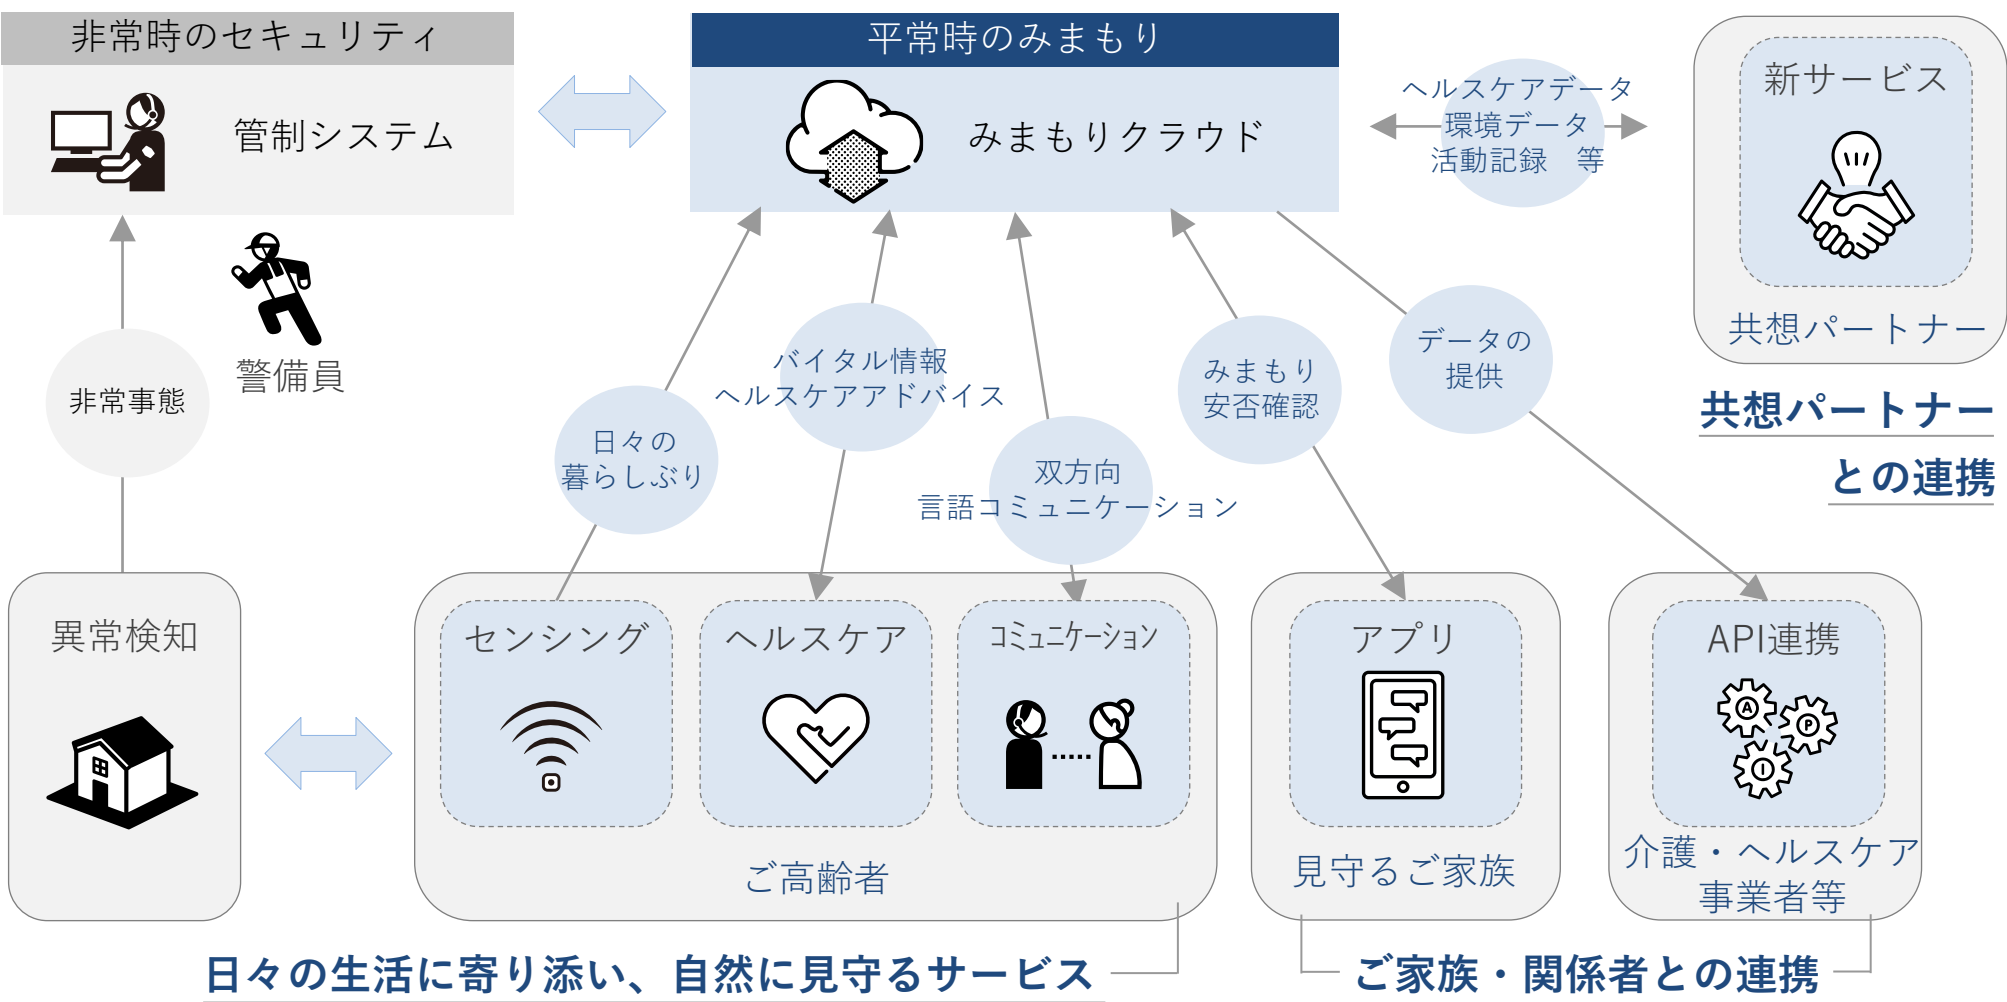 非常時のセキュリティ
管制システム
警備員
非常事態
異常検知
平常時のみまもり
みまもりクラウド
日々の
暮らしぶり
バイタル情報
ヘルスケアアドバイス
双方向
言語コミュニケーション
みまもり
安否確認
データの
提供
ヘルスケアデータ
環境データ
活動記録　等
新サービス
共想パートナー
共想パートナー
との連携
センシング
ヘルスケア
コミュニケーション
ご高齢者
アプリ
見守るご家族
API連携
A
P
I
介護・ヘルスケア
事業者等
日々の生活に寄り添い、自然に見守るサービス
ご家族・関係者との連携